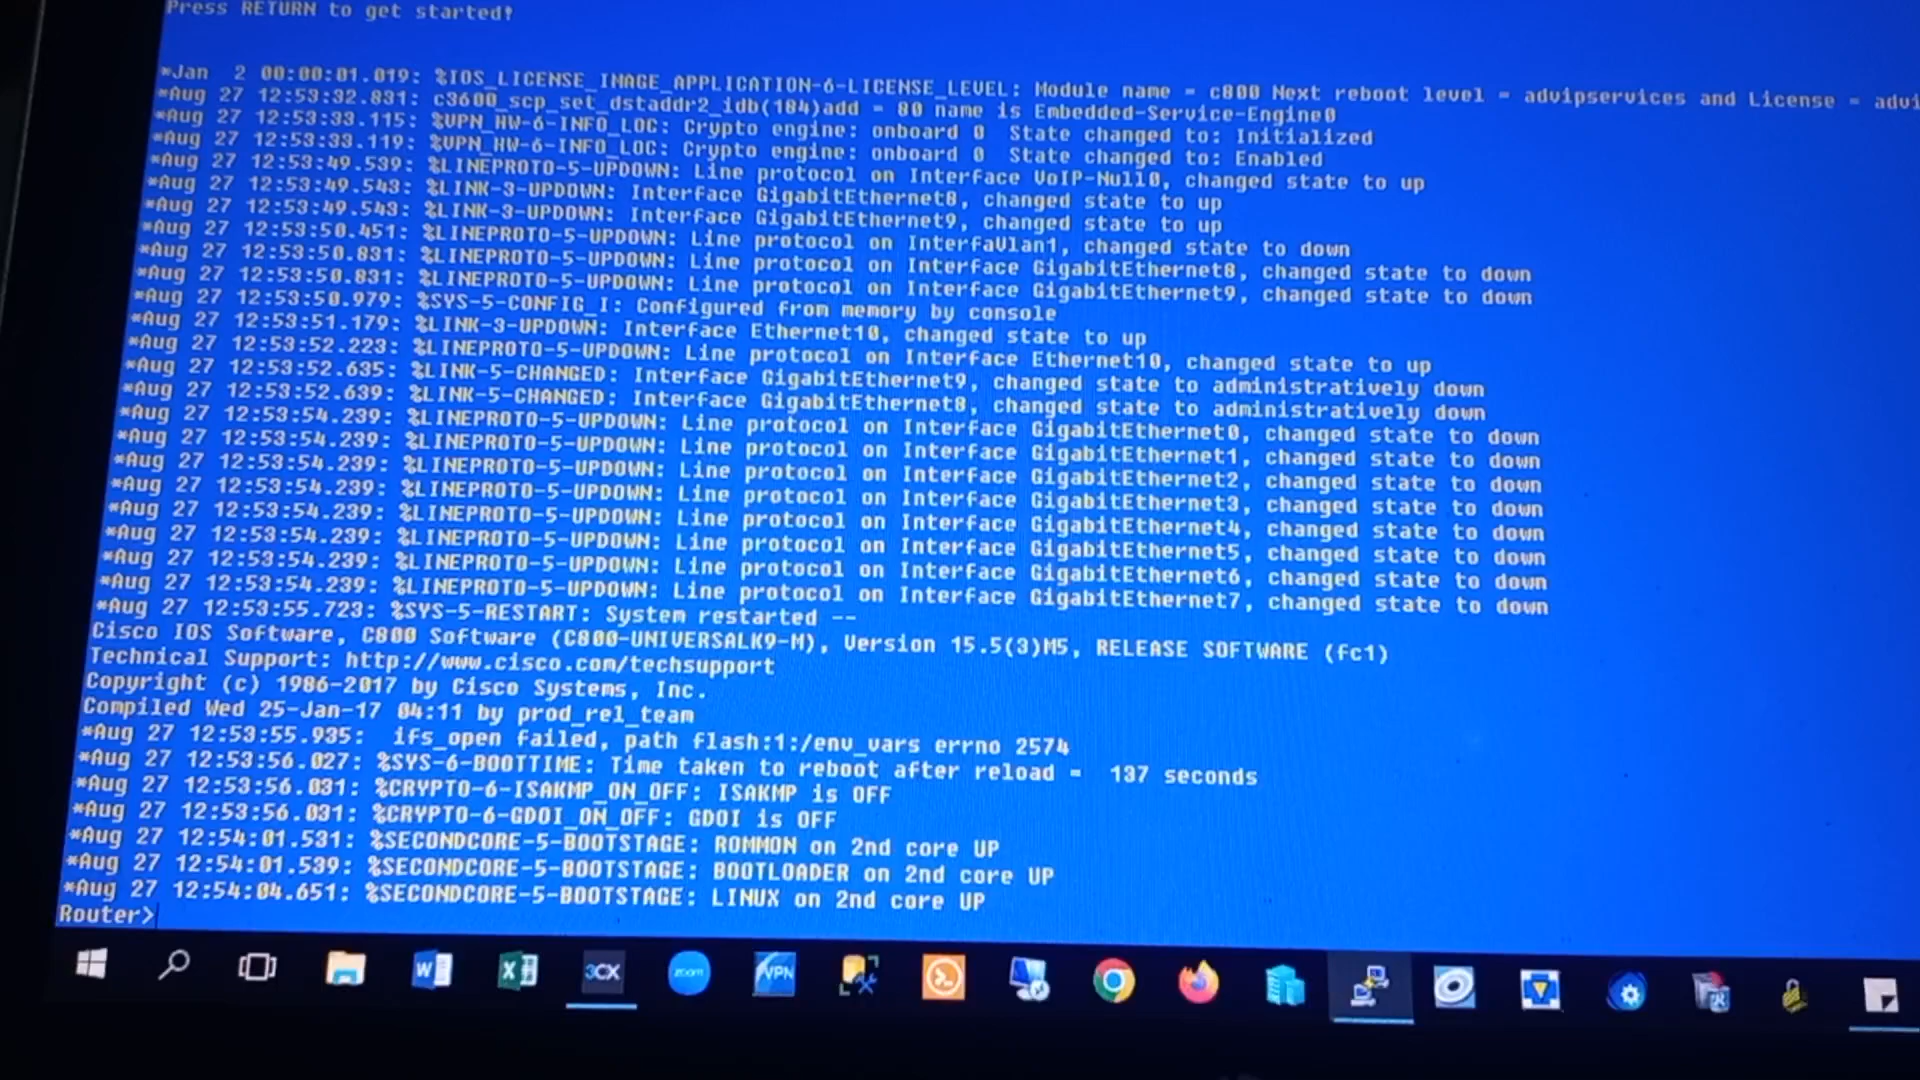 Press RETURN to get started!
*Jan  2 00:00:01.019: %IOS_LICENSE_IMAGE_APPLICATION-6-LICENSE_LEVEL: Module name = c800 Next reboot level = advipservices and License = advi
*Aug 27 12:53:32.831: c3600_scp_set_dstaddr2_idb(184)add = 80 name is Embedded-Service-Engine0
*Aug 27 12:53:33.115: %VPN_HW-6-INFO_LOC: Crypto engine: onboard 0  State changed to: Initialized
*Aug 27 12:53:33.119: %VPN_HW-6-INFO_LOC: Crypto engine: onboard 0  State changed to: Enabled
*Aug 27 12:53:49.539: %LINEPROTO-5-UPDOWN: Line protocol on Interface VoIP-Null0, changed state to up
*Aug 27 12:53:49.543: %LINK-3-UPDOWN: Interface GigabitEthernet8, changed state to up
*Aug 27 12:53:49.543: %LINK-3-UPDOWN: Interface GigabitEthernet9, changed state to up
*Aug 27 12:53:50.451: %LINEPROTO-5-UPDOWN: Line protocol on InterfaVlan1, changed state to down
*Aug 27 12:53:50.831: %LINEPROTO-5-UPDOWN: Line protocol on Interface GigabitEthernet8, changed state to down
*Aug 27 12:53:50.831: %LINEPROTO-5-UPDOWN: Line protocol on Interface GigabitEthernet9, changed state to down
*Aug 27 12:53:50.979: %SYS-5-CONFIG_I: Configured from memory by console
*Aug 27 12:53:51.179: %LINK-3-UPDOWN: Interface Ethernet10, changed state to up
*Aug 27 12:53:52.223: %LINEPROTO-5-UPDOWN: Line protocol on Interface Ethernet10, changed state to up
*Aug 27 12:53:52.635: %LINK-5-CHANGED: Interface GigabitEthernet9, changed state to administratively down
*Aug 27 12:53:52.639: %LINK-5-CHANGED: Interface GigabitEthernet8, changed state to administratively down
*Aug 27 12:53:54.239: %LINEPROTO-5-UPDOWN: Line protocol on Interface GigabitEthernet0, changed state to down
*Aug 27 12:53:54.239: %LINEPROTO-5-UPDOWN: Line protocol on Interface GigabitEthernet1, changed state to down
*Aug 27 12:53:54.239: %LINEPROTO-5-UPDOWN: Line protocol on Interface GigabitEthernet2, changed state to down
*Aug 27 12:53:54.239: %LINEPROTO-5-UPDOWN: Line protocol on Interface GigabitEthernet3, changed state to down
*Aug 27 12:53:54.239: %LINEPROTO-5-UPDOWN: Line protocol on Interface GigabitEthernet4, changed state to down
*Aug 27 12:53:54.239: %LINEPROTO-5-UPDOWN: Line protocol on Interface GigabitEthernet5, changed state to down
*Aug 27 12:53:54.239: %LINEPROTO-5-UPDOWN: Line protocol on Interface GigabitEthernet6, changed state to down
*Aug 27 12:53:54.239: %LINEPROTO-5-UPDOWN: Line protocol on Interface GigabitEthernet7, changed state to down
*Aug 27 12:53:55.723: %SYS-5-RESTART: System restarted --
Cisco IOS Software, C800 Software (C800-UNIVERSALK9-M), Version 15.5(3)M5, RELEASE SOFTWARE (fc1)
Technical Support: http://www.cisco.com/techsupport
Copyright (c) 1986-2017 by Cisco Systems, Inc.
Compiled Wed 25-Jan-17 04:11 by prod_rel_team
*Aug 27 12:53:55.935:  ifs_open failed, path flash:1:/env_vars errno 2574
*Aug 27 12:53:56.027: %SYS-6-BOOTTIME: Time taken to reboot after reload =  137 seconds
*Aug 27 12:53:56.031: %CRYPTO-6-ISAKMP_ON_OFF: ISAKMP is OFF
*Aug 27 12:53:56.031: %CRYPTO-6-GDOI_ON_OFF: GDOI is OFF
*Aug 27 12:54:01.531: %SECONDCORE-5-BOOTSTAGE: ROMMON on 2nd core UP
*Aug 27 12:54:01.539: %SECONDCORE-5-BOOTSTAGE: BOOTLOADER on 2nd core UP
*Aug 27 12:54:04.651: %SECONDCORE-5-BOOTSTAGE: LINUX on 2nd core UP
Router>
W X 3CX zoom VPN